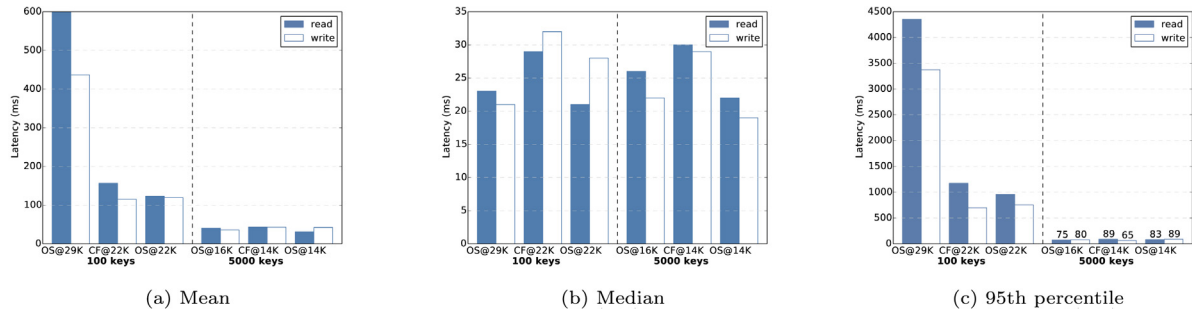 600
500
400
300
200
100
0
Latency (ms)
read
write
OS@29K CF@22K OS@22K OS@16K CF@14K OS@14K
100 keys 5000 keys
(a) Mean
35
30
25
20
15
10
5
0
Latency (ms)
read
write
OS@29K CF@22K OS@22K OS@16K CF@14K OS@14K
100 keys 5000 keys
(b) Median
4500
4000
3500
3000
2500
2000
1500
1000
500
0
Latency (ms)
read
write
75 80 89 65 83 89
OS@29K CF@22K OS@22K OS@16K CF@14K OS@14K
100 keys 5000 keys
(c) 95th percentile